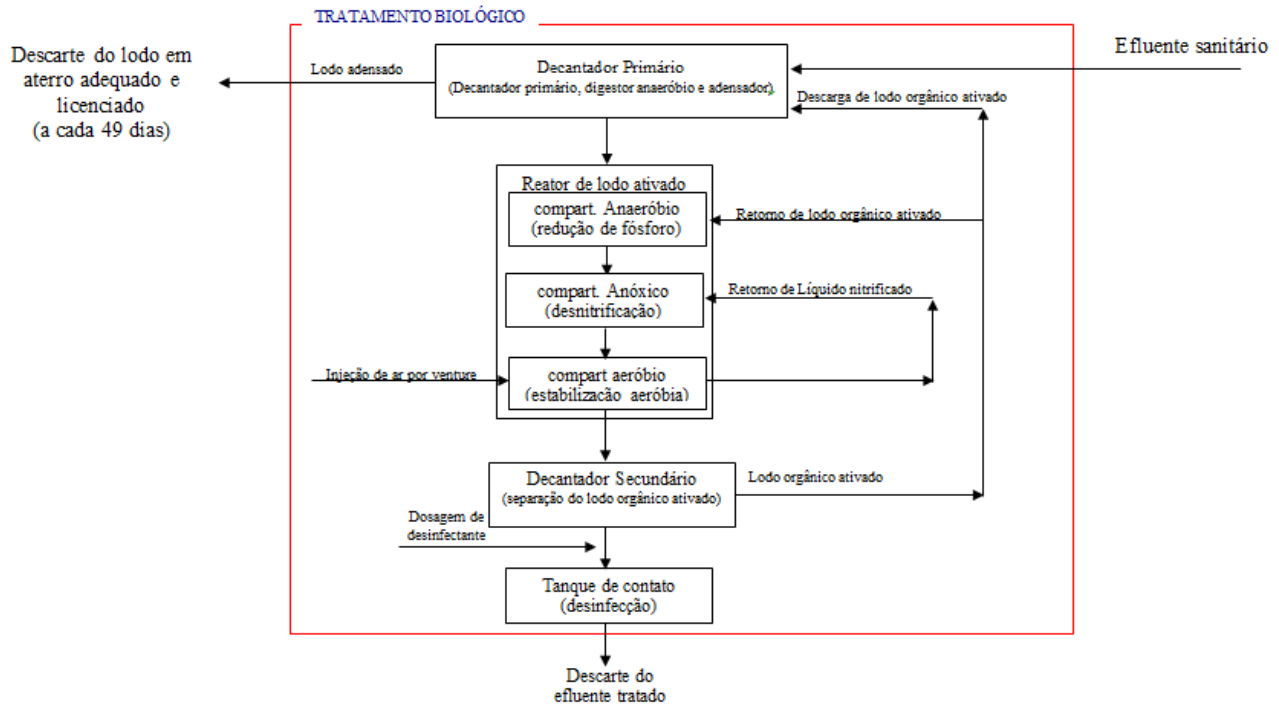 TRATAMENTO BIOLÓGICO
Efluente sanitário
Descarte do lodo em
aterro adequado e
licenciado
(a cada 49 dias)
Lodo adensado
Decantador Primário
(Decantador primário, digestor anaeróbio e adensador).
Descarga de lodo orgânico ativado
Reator de lodo ativado
compart. Anaeróbio
(redução de fósforo)
Retorno de lodo orgânico ativado
compart. Anóxico
(desnitrificação)
Retorno de Líquido nitrificado
Injeção de ar por venture
compart aeróbio
(estabilização aeróbia)
Decantador Secundário
(separação do lodo orgânico ativado)
Lodo orgânico ativado
Dosagem de
desinfectante
Tanque de contato
(desinfecção)
Descarte do
efluente tratado